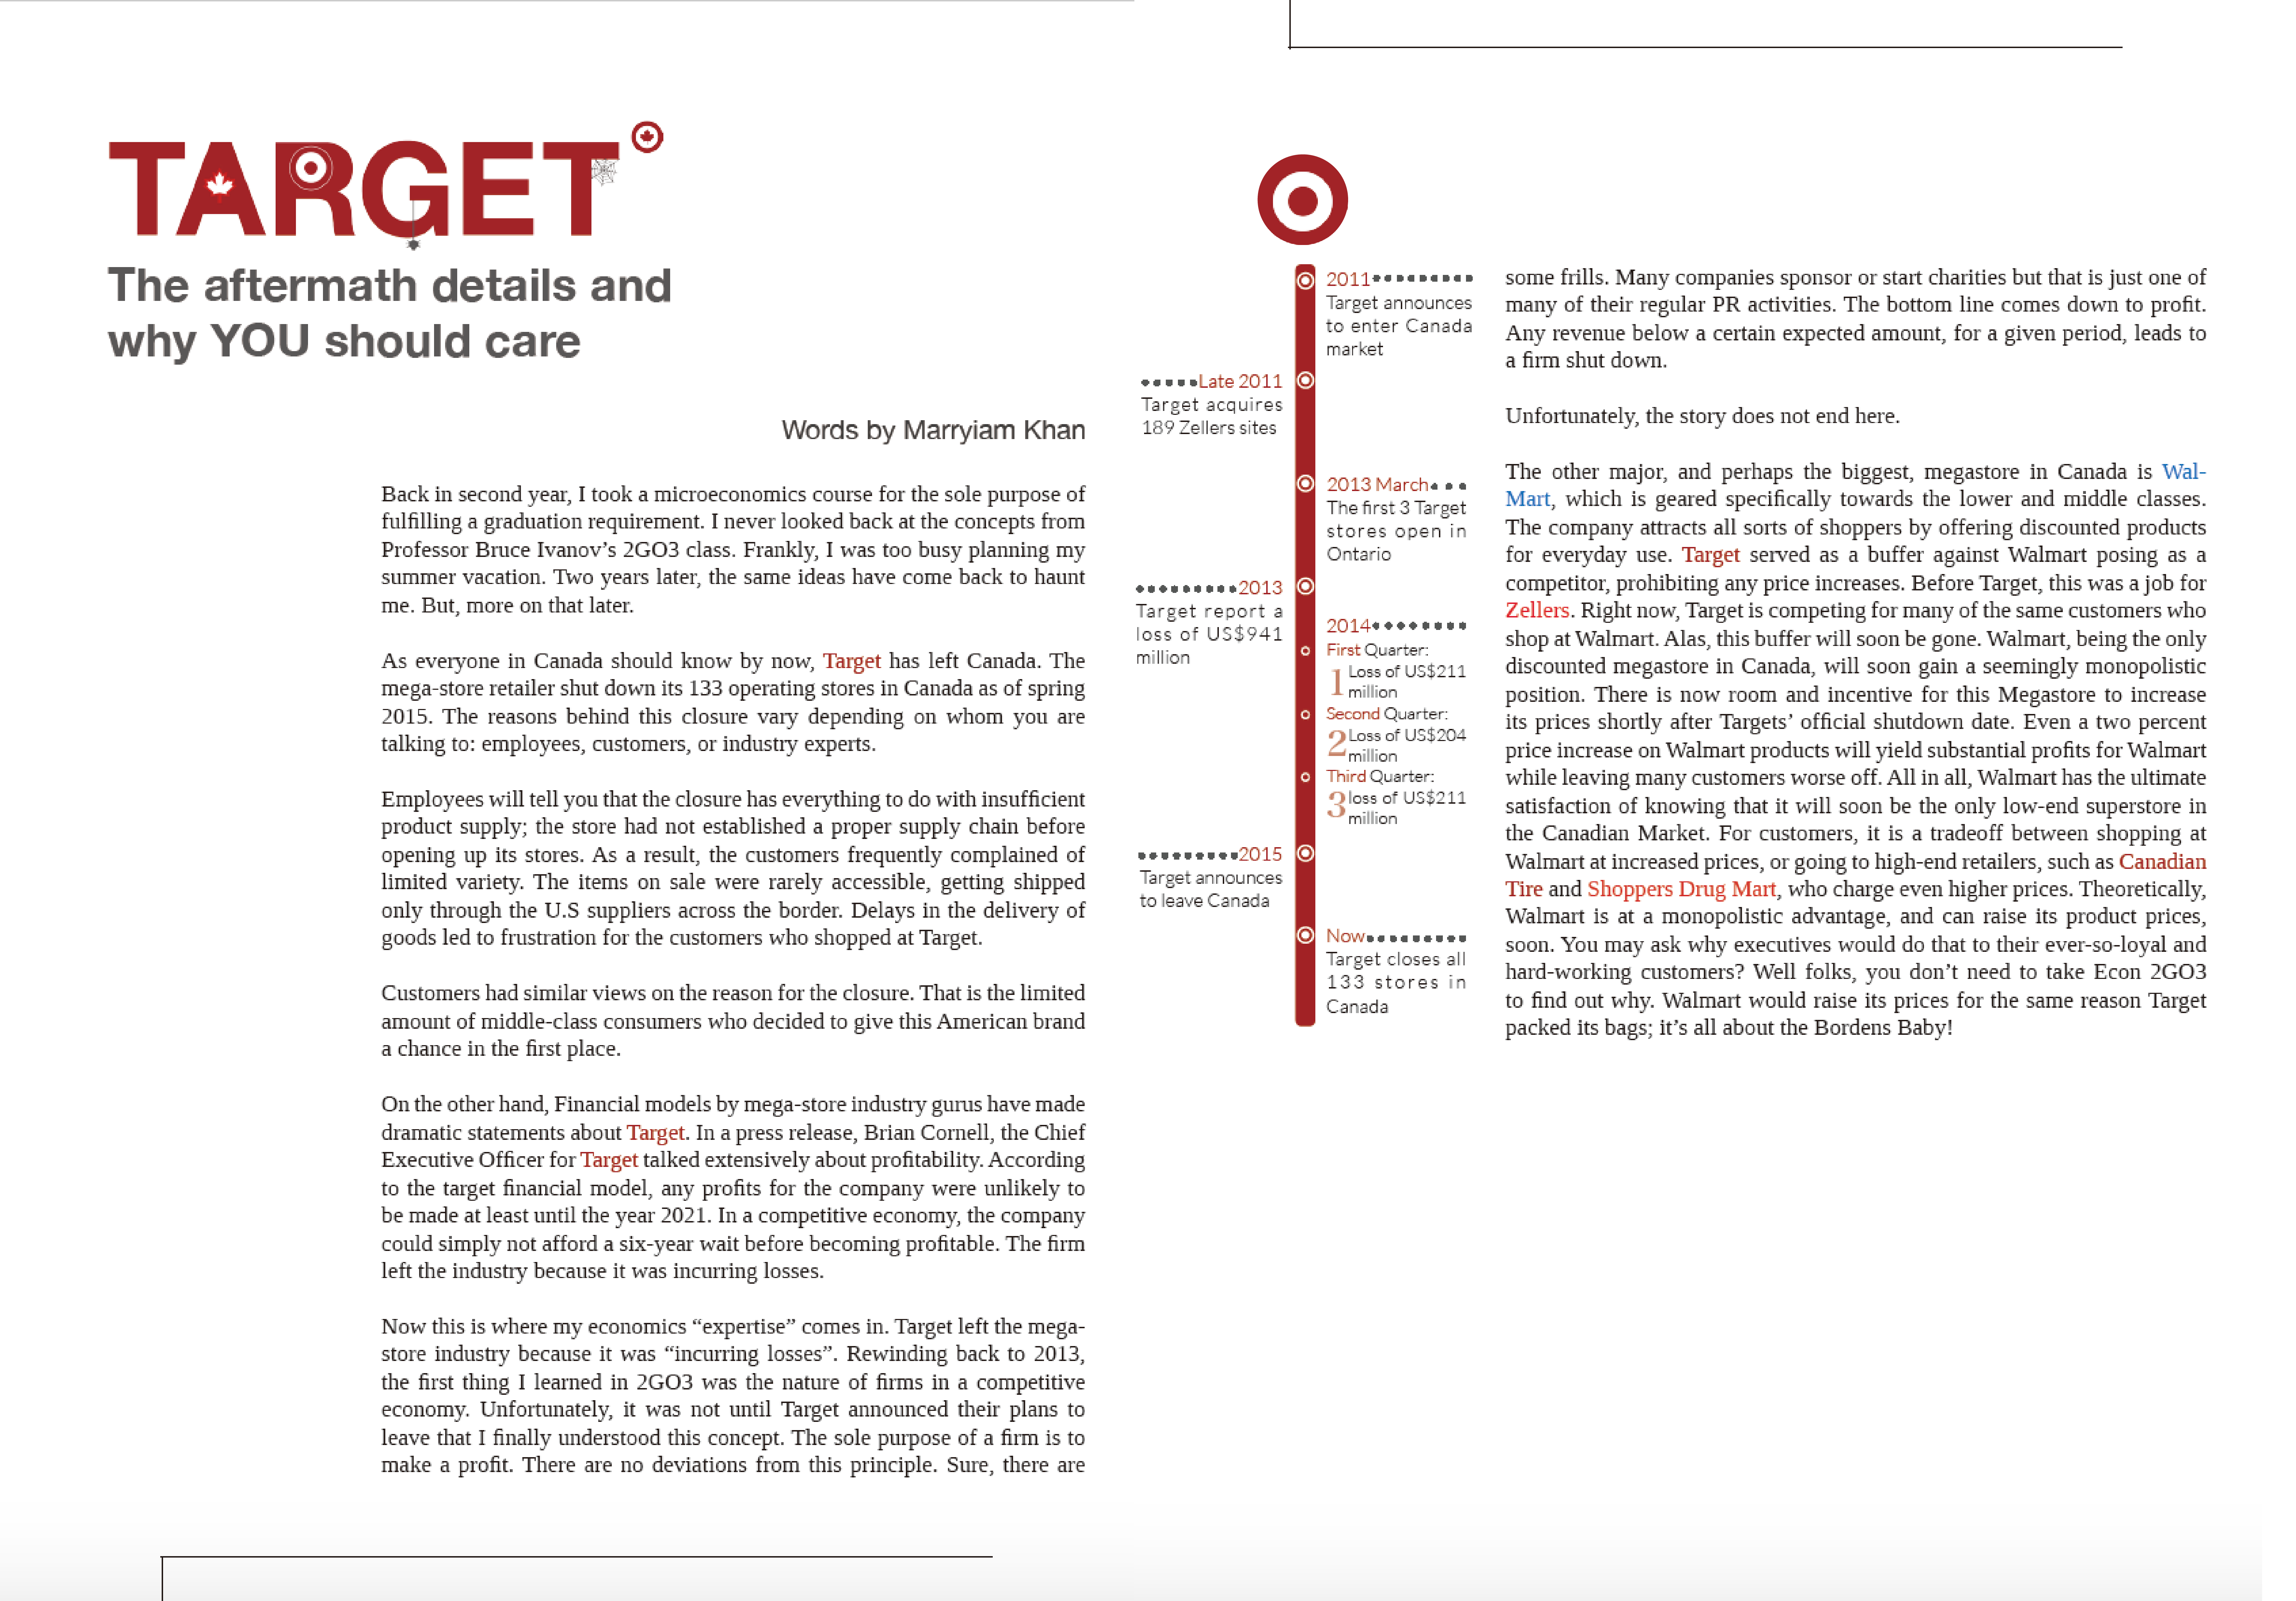 TARGET
The aftermath details and
why YOU should care
Words by Marryiam Khan
Back in second year, I took a microeconomics course for the sole purpose of
fulfilling a graduation requirement. I never looked back at the concepts from
Professor Bruce Ivanov’s 2GO3 class. Frankly, I was too busy planning my
summer vacation. Two years later, the same ideas have come back to haunt
me. But, more on that later.
As everyone in Canada should know by now, Target has left Canada. The
mega-store retailer shut down its 133 operating stores in Canada as of spring
2015. The reasons behind this closure vary depending on whom you are
talking to: employees, customers, or industry experts.
Employees will tell you that the closure has everything to do with insufficient
product supply; the store had not established a proper supply chain before
opening up its stores. As a result, the customers frequently complained of
limited variety. The items on sale were rarely accessible, getting shipped
only through the U.S suppliers across the border. Delays in the delivery of
goods led to frustration for the customers who shopped at Target.
Customers had similar views on the reason for the closure. That is the limited
amount of middle-class consumers who decided to give this American brand
a chance in the first place.
On the other hand, Financial models by mega-store industry gurus have made
dramatic statements about Target. In a press release, Brian Cornell, the Chief
Executive Officer for Target talked extensively about profitability. According
to the target financial model, any profits for the company were unlikely to
be made at least until the year 2021. In a competitive economy, the company
could simply not afford a six-year wait before becoming profitable. The firm
left the industry because it was incurring losses.
Now this is where my economics “expertise” comes in. Target left the mega-
store industry because it was “incurring losses”. Rewinding back to 2013,
the first thing I learned in 2GO3 was the nature of firms in a competitive
economy. Unfortunately, it was not until Target announced their plans to
leave that I finally understood this concept. The sole purpose of a firm is to
make a profit. There are no deviations from this principle. Sure, there are
2011
Target announces
to enter Canada
market
Late 2011
Target acquires
189 Zellers sites
2013 March
The first 3 Target
stores open in
Ontario
2013
Target report a
loss of US$941
million
2014
First Quarter:
1 Loss of US$211
million
Second Quarter:
2 Loss of US$204
million
Third Quarter:
3 loss of US$211
million
2015
Target announces
to leave Canada
Now
Target closes all
133 stores in
Canada
some frills. Many companies sponsor or start charities but that is just one of
many of their regular PR activities. The bottom line comes down to profit.
Any revenue below a certain expected amount, for a given period, leads to
a firm shut down.
Unfortunately, the story does not end here.
The other major, and perhaps the biggest, megastore in Canada is Wal-
Mart, which is geared specifically towards the lower and middle classes.
The company attracts all sorts of shoppers by offering discounted products
for everyday use. Target served as a buffer against Walmart posing as a
competitor, prohibiting any price increases. Before Target, this was a job for
Zellers. Right now, Target is competing for many of the same customers who
shop at Walmart. Alas, this buffer will soon be gone. Walmart, being the only
discounted megastore in Canada, will soon gain a seemingly monopolistic
position. There is now room and incentive for this Megastore to increase
its prices shortly after Targets’ official shutdown date. Even a two percent
price increase on Walmart products will yield substantial profits for Walmart
while leaving many customers worse off. All in all, Walmart has the ultimate
satisfaction of knowing that it will soon be the only low-end superstore in
the Canadian Market. For customers, it is a tradeoff between shopping at
Walmart at increased prices, or going to high-end retailers, such as Canadian
Tire and Shoppers Drug Mart, who charge even higher prices. Theoretically,
Walmart is at a monopolistic advantage, and can raise its product prices,
soon. You may ask why executives would do that to their ever-so-loyal and
hard-working customers? Well folks, you don’t need to take Econ 2GO3
to find out why. Walmart would raise its prices for the same reason Target
packed its bags; it’s all about the Bordens Baby!